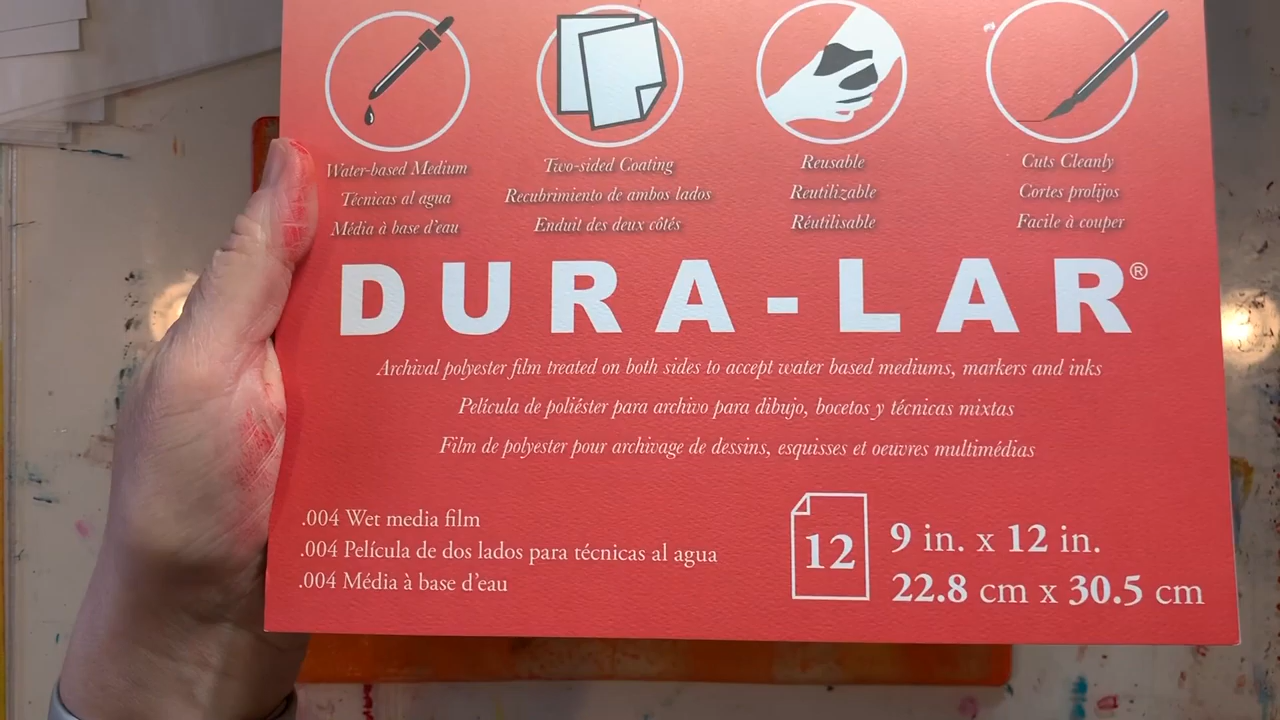 Water-based Medium
Técnicas al agua
Média à base d'eau
Two-sided Coating
Recubrimiento de ambos lados
Enduit des deux côtés
Reusable
Reutilizable
Réutilisable
Cuts Cleanly
Cortes prolijos
Facile à couper
DURA-LAR®
Archival polyester film treated on both sides to accept water based mediums, markers and inks
Película de poliéster para archivo para dibujo, bocetos y técnicas mixtas
Film de polyester pour archivage de dessins, esquisses et oeuvres multimédias
.004 Wet media film
.004 Película de dos lados para técnicas al agua
.004 Média à base d'eau
12
9 in. x 12 in.
22.8 cm x 30.5 cm